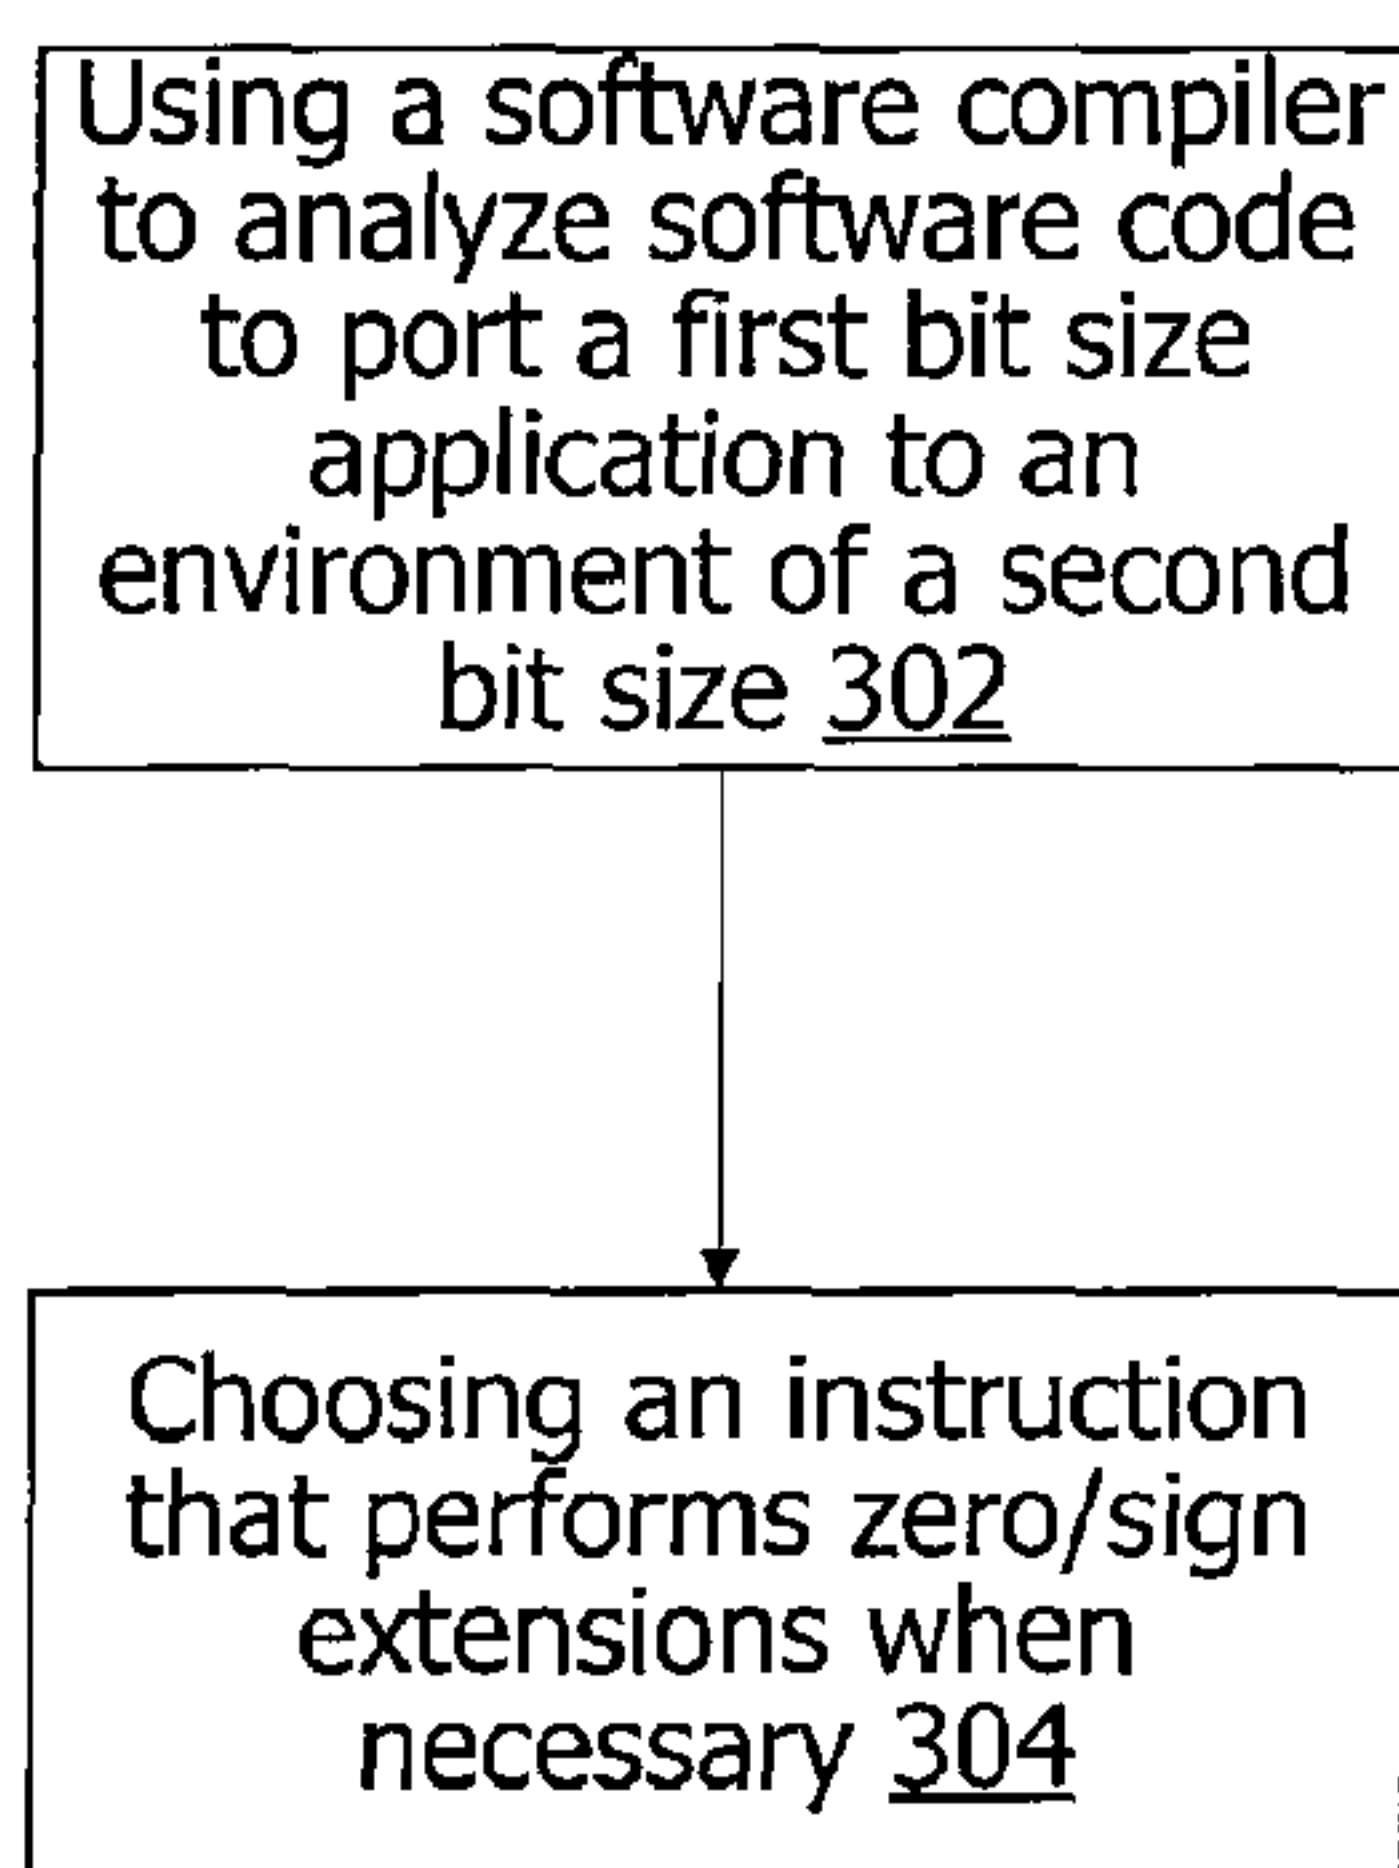 Using a software compiler
to analyze software code
to port a first bit size
application to an
environment of a second
bit size 302
Choosing an instruction
that performs zero/sign
extensions when
necessary 304